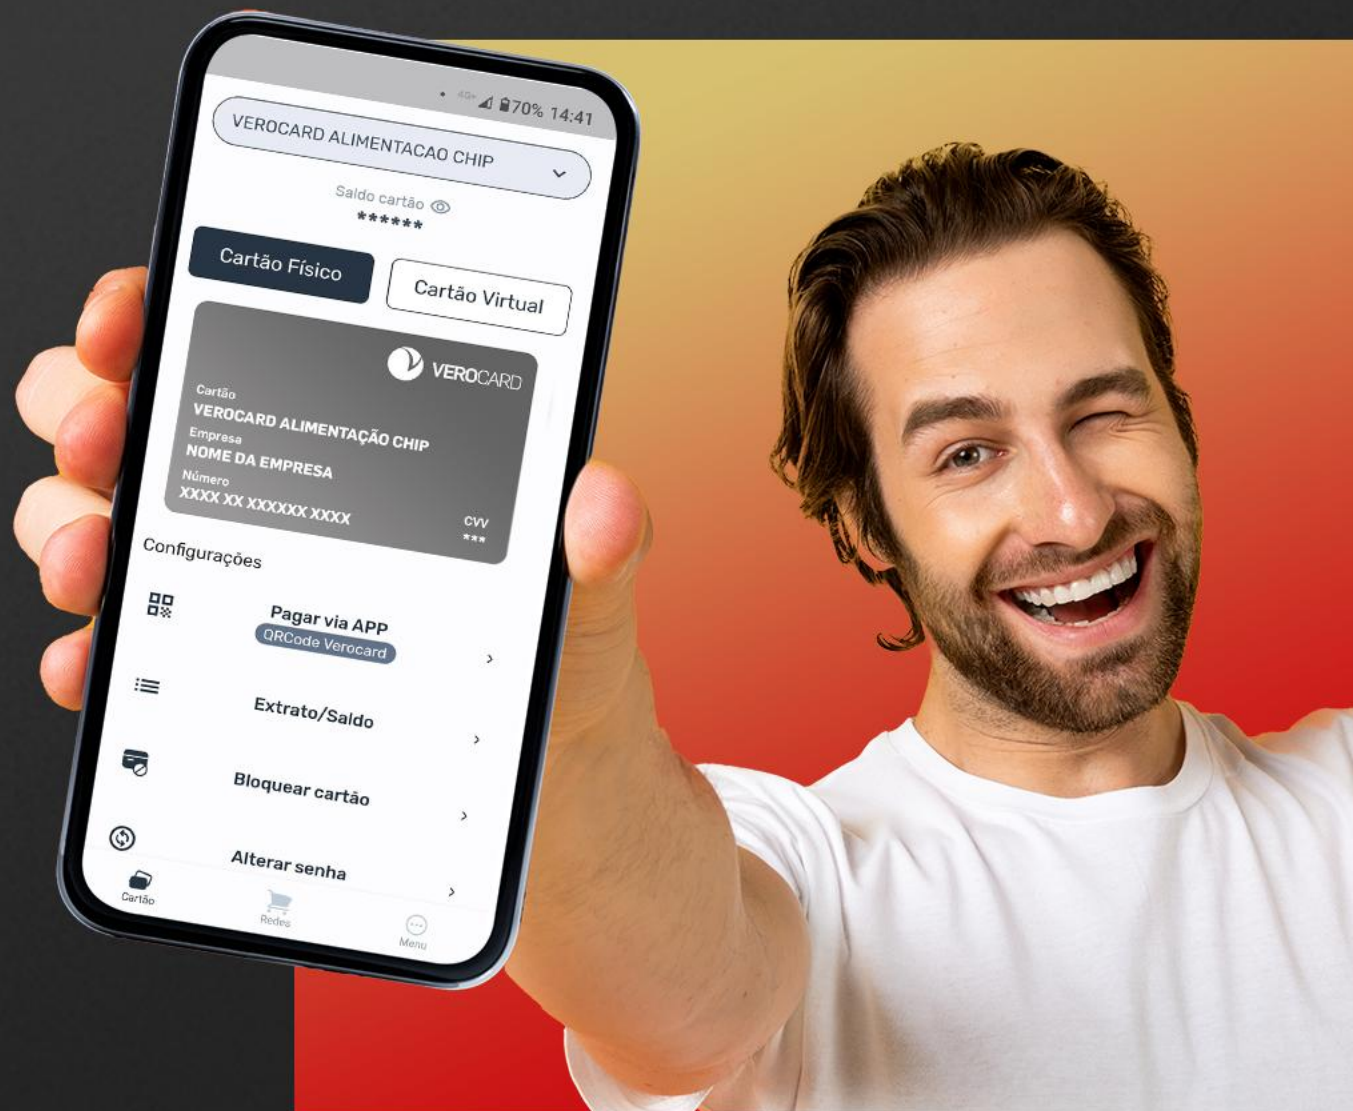 4G+ 70% 14:41
VEROCARD ALIMENTACAO CHIP
Saldo cartão
******
Cartão Físico
Cartão Virtual
VEROCARD
Cartão
VEROCARD ALIMENTAÇÃO CHIP
Empresa
NOME DA EMPRESA
Número
XXXX XX XXXXXX XXXX
CVV
***
Configurações
Pagar via APP
QRCode Verocard
Extrato/Saldo
Bloquear cartão
Alterar senha
Cartão
Redes
Menu